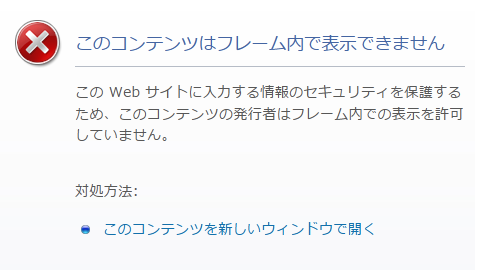 このコンテンツはフレーム内で表示できません
この Web サイトに入力する情報のセキュリティを保護する
ため、このコンテンツの発行者はフレーム内での表示を許可
していません。
対処方法:
このコンテンツを新しいウィンドウで開く